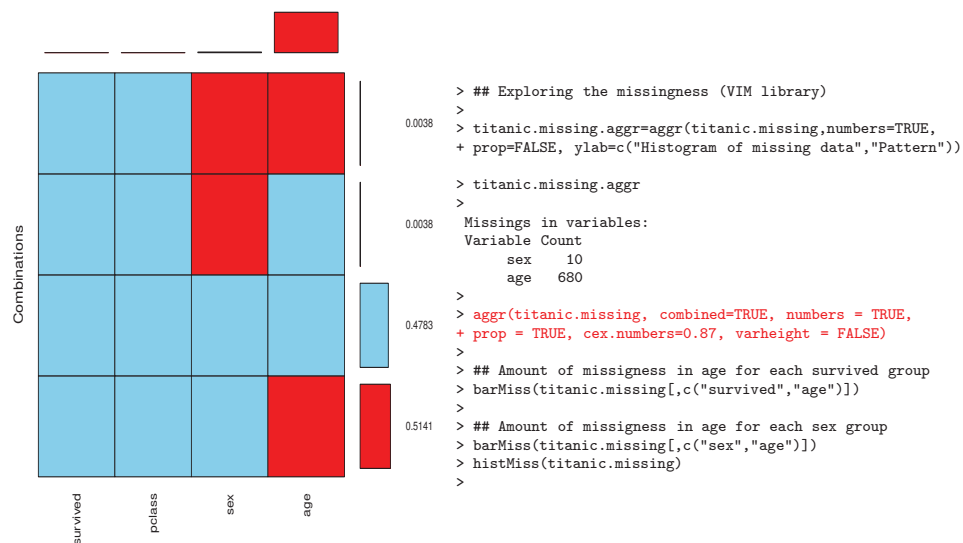 Combinations
0.0038
0.0038
0.4783
0.5141
survived
pclass
sex
age
> ## Exploring the missingness (VIM library)
>
> titanic.missing.aggr=aggr(titanic.missing,numbers=TRUE,
+ prop=FALSE, ylab=c("Histogram of missing data","Pattern"))
> titanic.missing.aggr
>
Missings in variables:
Variable Count
sex 10
age 680
>
> aggr(titanic.missing, combined=TRUE, numbers = TRUE,
+ prop = TRUE, cex.numbers=0.87, varheight = FALSE)
>
> ## Amount of missigness in age for each survived group
> barMiss(titanic.missing[,c("survived","age")])
>
> ## Amount of missigness in age for each sex group
> barMiss(titanic.missing[,c("sex","age")])
> histMiss(titanic.missing)
>